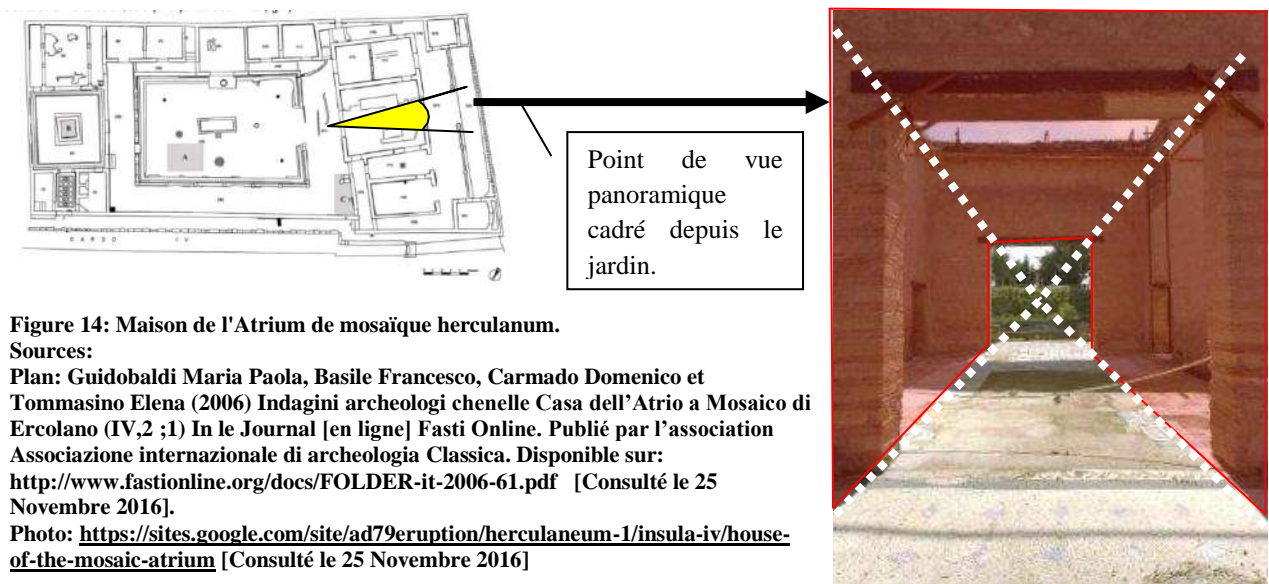 A
B
C
C A R D O I V
Point de vue
panoramique
cadré depuis le
jardin.
Figure 14: Maison de l'Atrium de mosaïque herculanum.
Sources:
Plan: Guidobaldi Maria Paola, Basile Francesco, Carmado Domenico et
Tommasino Elena (2006) Indagini archeologi chenelle Casa dell’Atrio a Mosaico di
Ercolano (IV,2 ;1) In le Journal [en ligne] Fasti Online. Publié par l’association
Associazione internazionale di archeologia Classica. Disponible sur:
http://www.fastionline.org/docs/FOLDER-it-2006-61.pdf [Consulté le 25
Novembre 2016].
Photo: https://sites.google.com/site/ad79eruption/herculaneum-1/insula-iv/house-
of-the-mosaic-atrium [Consulté le 25 Novembre 2016]